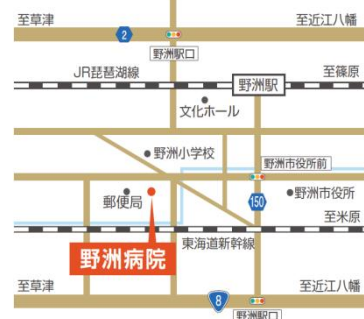 至草津
至近江八幡
2
野洲駅口
JR琵琶湖線
野洲駅
至篠原
文化ホール
野洲小学校
野洲市役所前
郵便局
150
野洲市役所
至米原
野洲病院
東海道新幹線
至草津
8
至近江八幡
野洲駅口